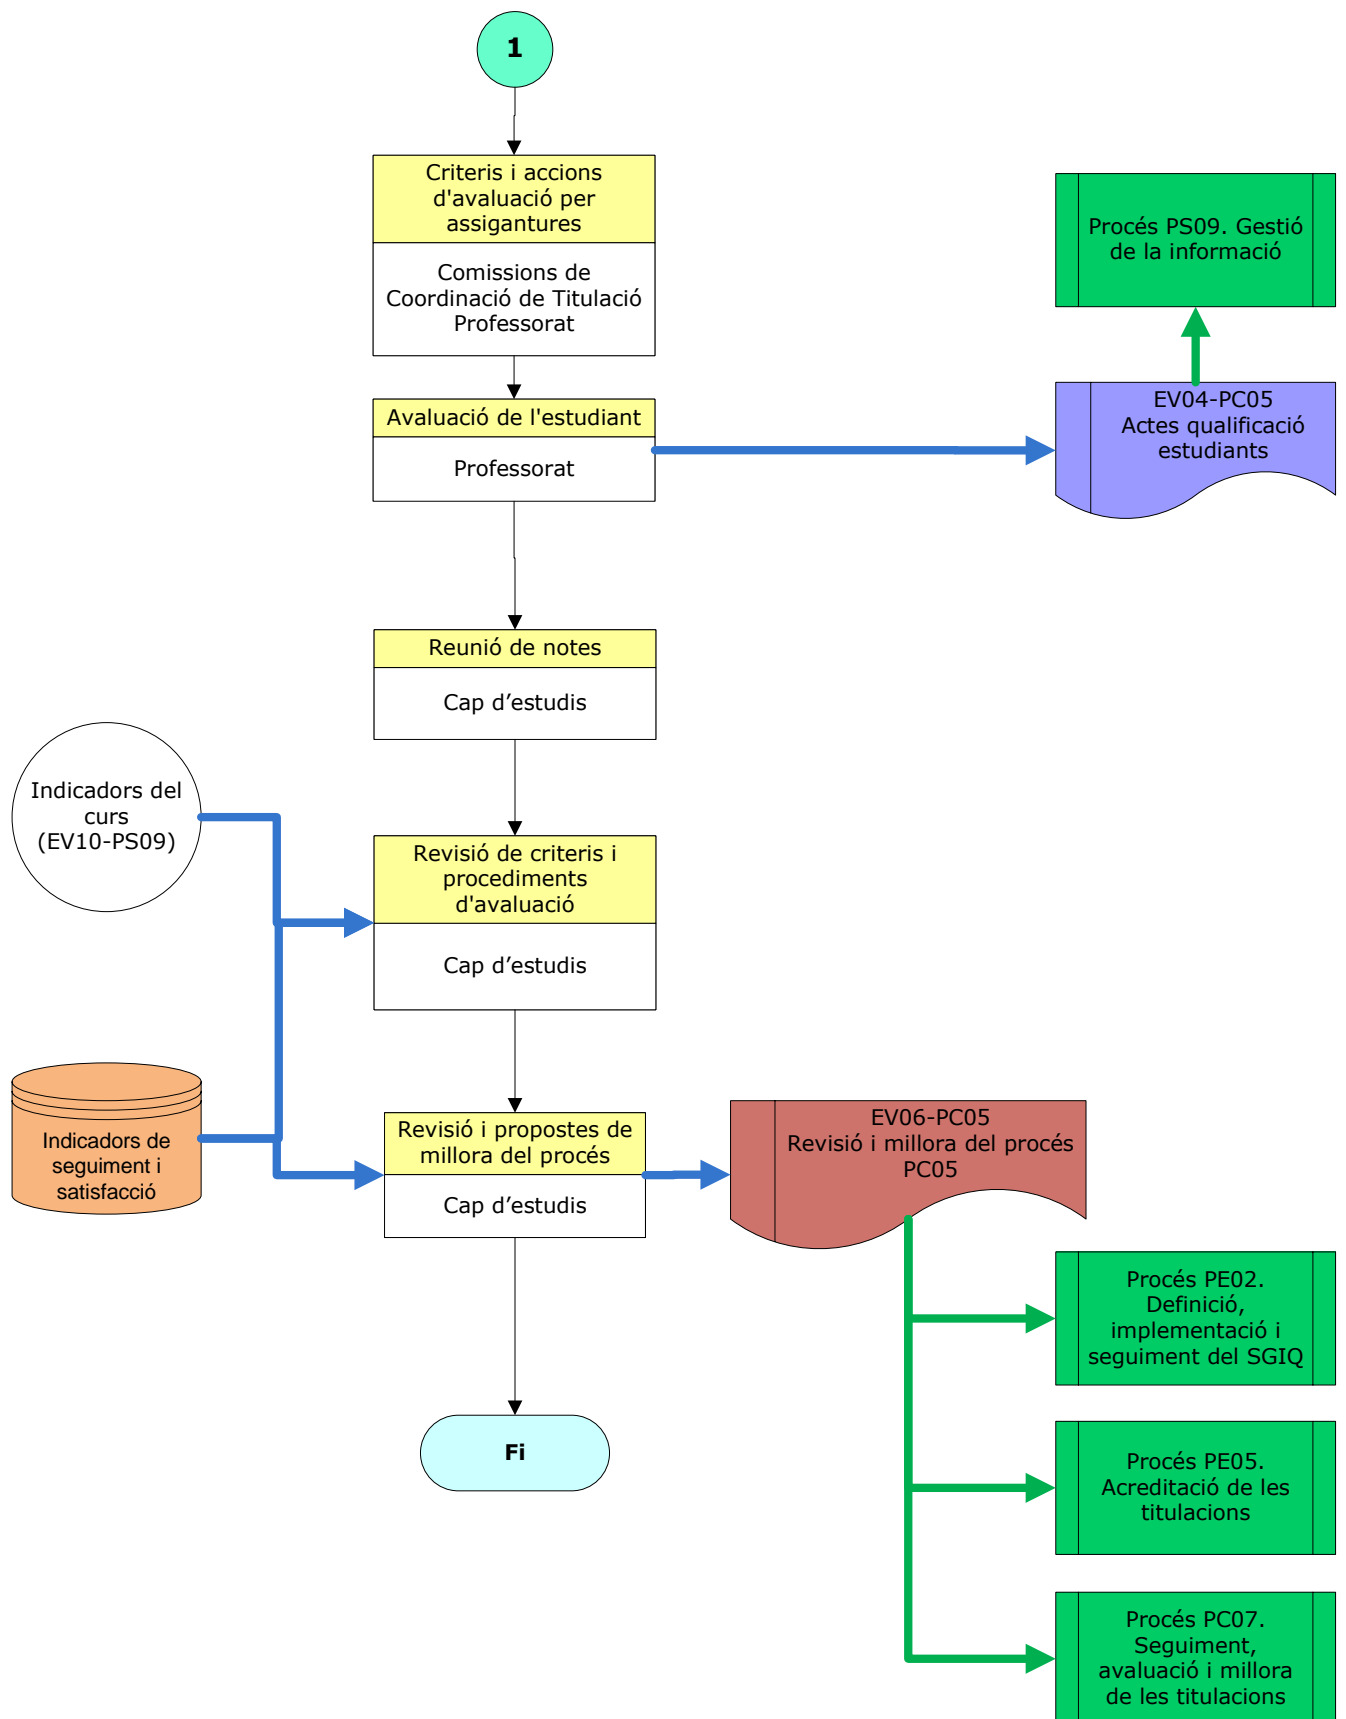 1
Criteris i accions
d'avaluació per
assigantures
Comissions de
Coordinació de Titulació
Professorat
Procés PS09. Gestió
de la informació
Avaluació de l'estudiant
Professorat
EV04-PC05
Actes qualificació
estudiants
Reunió de notes
Cap d’estudis
Indicadors del
curs
(EV10-PS09)
Revisió de criteris i
procediments
d'avaluació
Cap d’estudis
Indicadors de
seguiment i
satisfacció
Revisió i propostes de
millora del procés
Cap d’estudis
EV06-PC05
Revisió i millora del procés
PC05
Procés PE02.
Definició,
implementació i
seguiment del SGIQ
Fi
Procés PE05.
Acreditació de les
titulacions
Procés PC07.
Seguiment,
avaluació i millora
de les titulacions